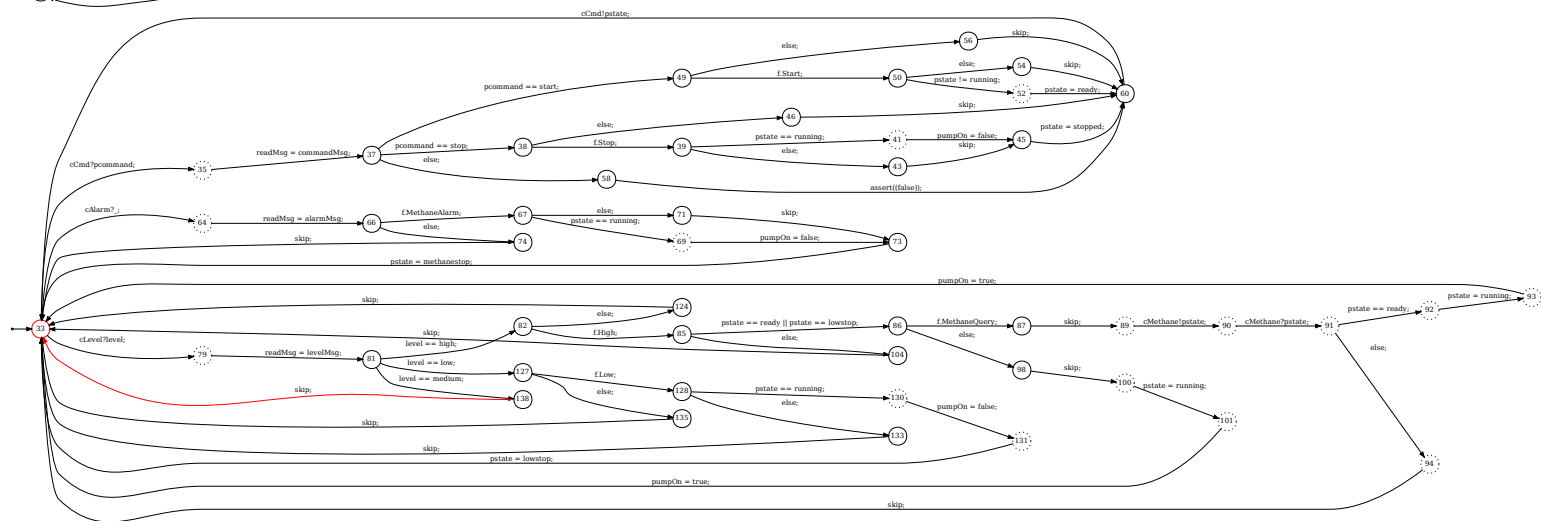 cCmd!pstate;
56
else;
skip;
54
else;
skip;
49
f.Start;
50
pstate != running;
pcommand == start;
52
pstate = ready;
60
skip;
46
else;
pstate = stopped;
pstate == running;
41
pumpOn = false;
45
f.Stop;
39
else;
skip;
43
pcommand == stop;
38
readMsg = commandMsg;
37
else;
cCmd?pcommand;
35
58
assert((false));
cAlarm?_;
64
readMsg = alarmMsg;
66
f.MethaneAlarm;
67
else;
71
skip;
pstate == running;
else;
skip;
74
69
pumpOn = false;
73
pstate = methanestop;
pumpOn = true;
93
pstate = running;
skip;
124
pstate == ready;
92
else;
33
skip;
82
f.High;
85
pstate == ready || pstate == lowstop;
86
f.MethaneQuery;
87
skip;
89
cMethane!pstate;
90
cMethane?pstate;
91
else;
else;
else;
cLevel?level;
level == high;
79
readMsg = levelMsg;
81
104
level == low;
127
f.Low;
98
skip;
level == medium;
100
pstate = running;
skip;
138
else;
128
pstate == running;
130
pumpOn = false;
else;
skip;
135
101
skip;
133
131
pstate = lowstop;
94
pumpOn = true;
skip;